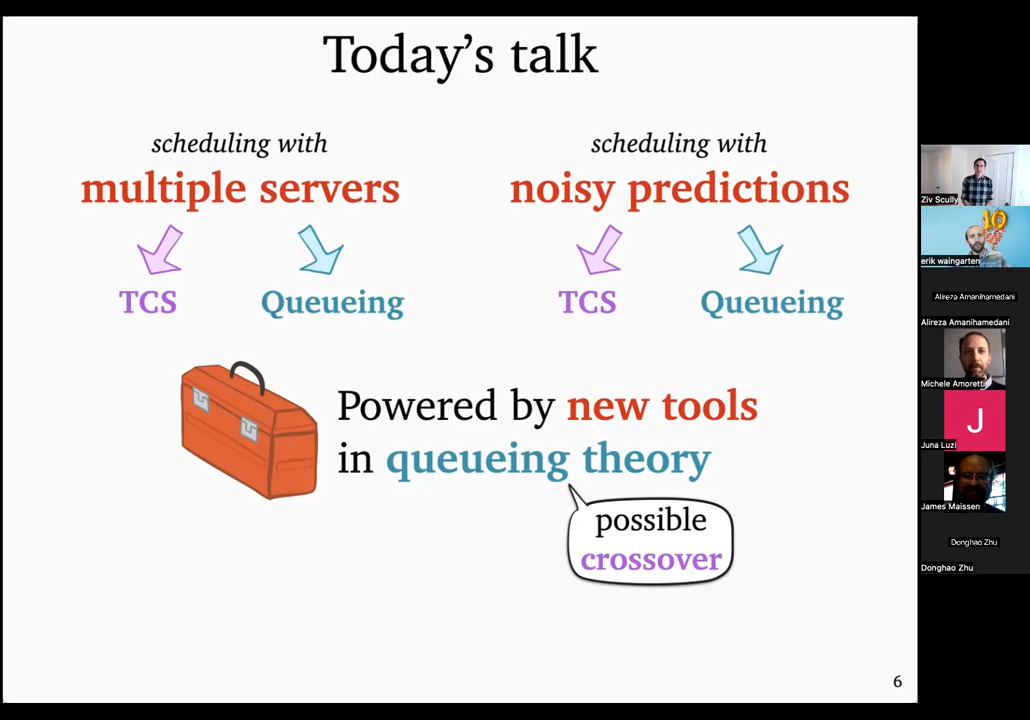 Today's talk
scheduling with
multiple servers
TCS
Queueing
scheduling with
noisy predictions
TCS
Queueing
Powered by new tools
in queueing theory
possible
crossover
6
Ziv Scully
10
erik waingarten
Alireza Amanihamedani
Alireza Amanihamedani
Michele Amoretti
J
Juna Luzi
James Maissen
Donghao Zhu
Donghao Zhu